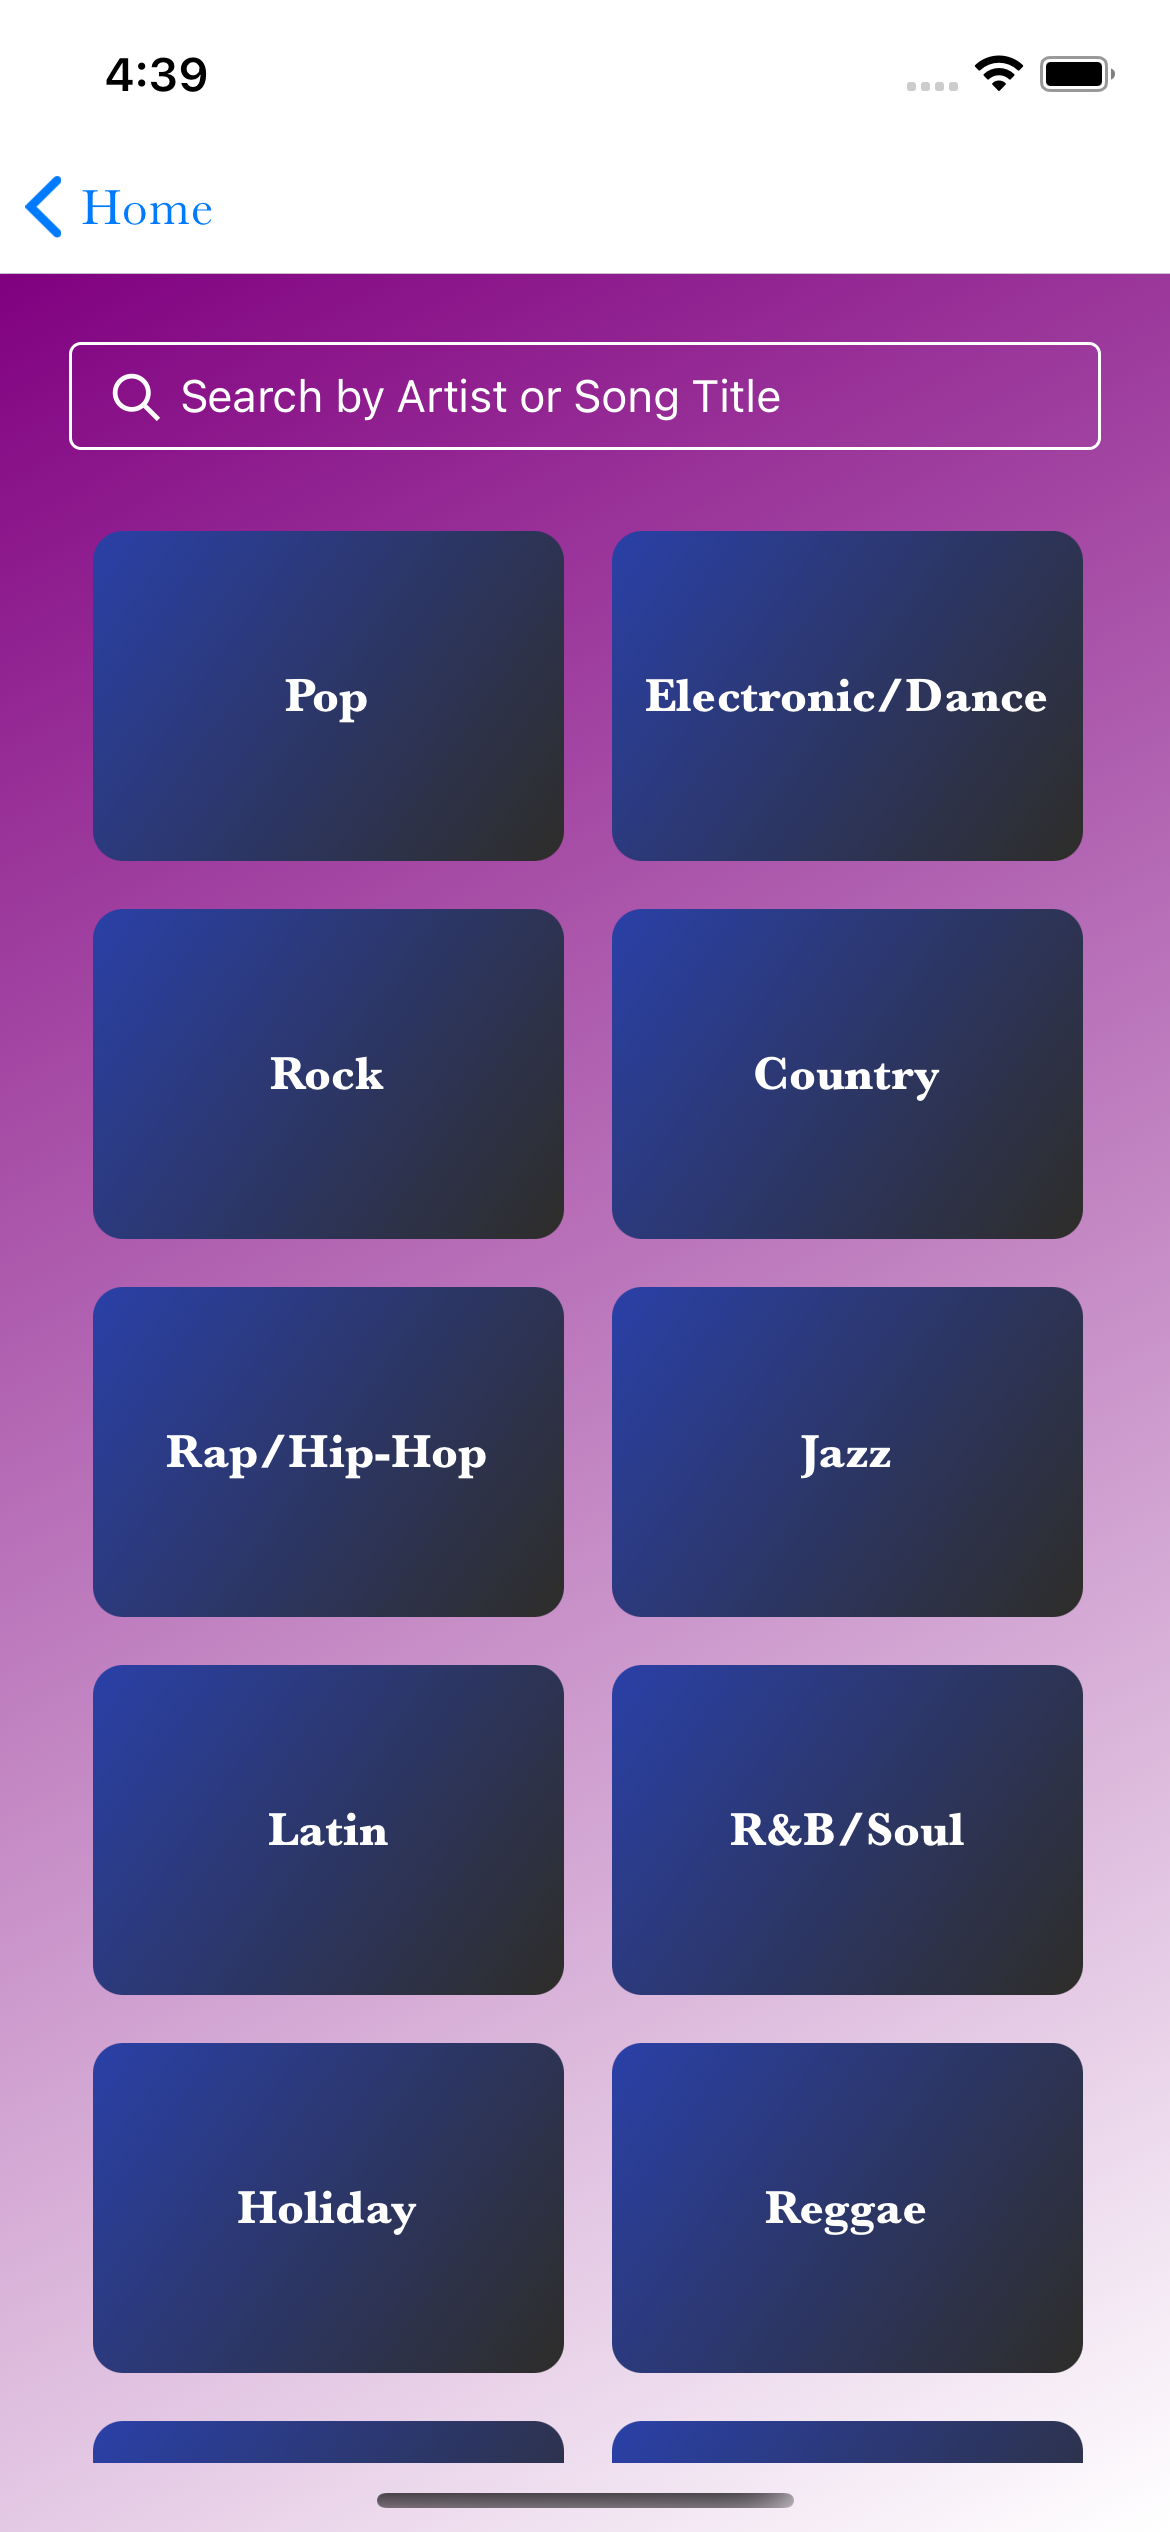 4:39
Home
Search by Artist or Song Title
Pop
Electronic/Dance
Rock
Country
Rap/Hip-Hop
Jazz
Latin
R&B/Soul
Holiday
Reggae